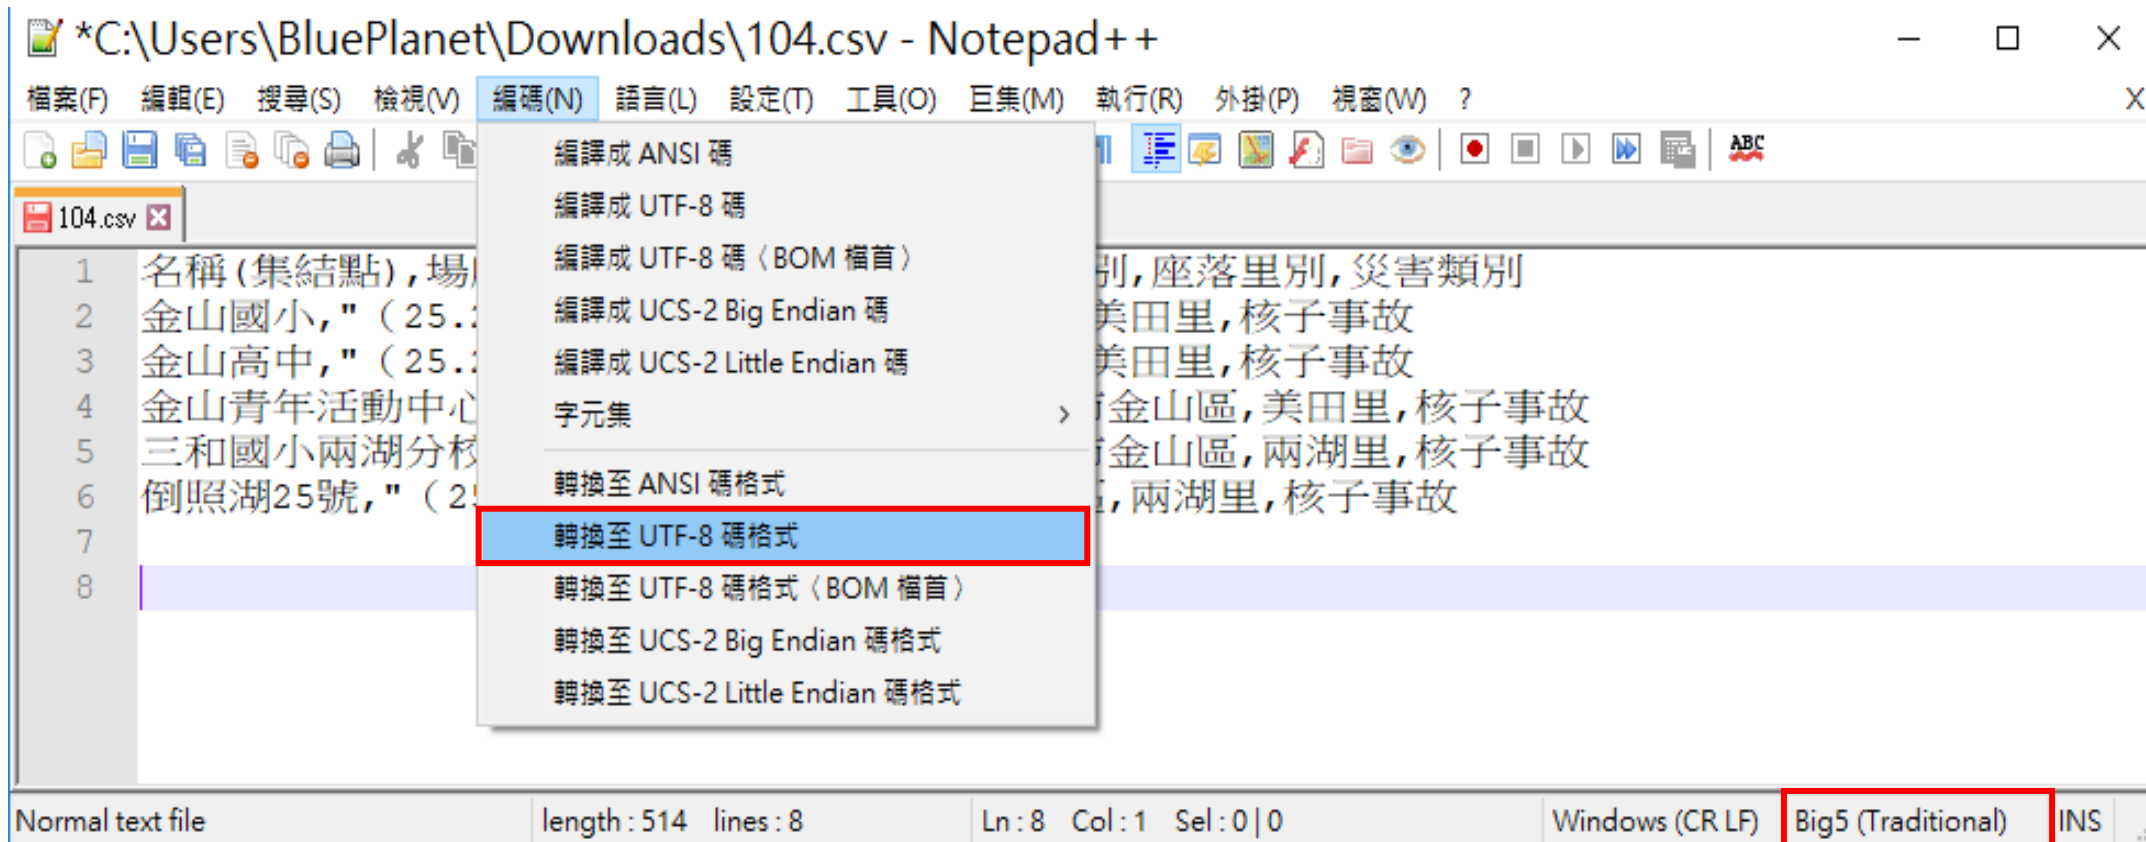 *C:\Users\BluePlanet\Downloads\104.csv - Notepad++
檔案(F) 編輯(E) 搜尋(S) 檢視(V) 編碼(N) 語言(L) 設定(T) 工具(O) 巨集(M) 執行(R) 外掛(P) 視窗(W) ? X
ABC
104.csv
編譯成 ANSI 碼
編譯成 UTF-8 碼
編譯成 UTF-8 碼（BOM 檔首）
編譯成 UCS-2 Big Endian 碼
編譯成 UCS-2 Little Endian 碼
字元集
轉換至 ANSI 碼格式
轉換至 UTF-8 碼格式
轉換至 UTF-8 碼格式（BOM 檔首）
轉換至 UCS-2 Big Endian 碼格式
轉換至 UCS-2 Little Endian 碼格式
1 名稱(集結點),場 別,座落里別,災害類別
2 金山國小,"（25. 美田里,核子事故
3 金山高中,"（25. 美田里,核子事故
4 金山青年活動中心 金山區,美田里,核子事故
5 三和國小兩湖分校 金山區,兩湖里,核子事故
6 倒照湖25號,"（2 ,兩湖里,核子事故
7
8
Normal text file length : 514 lines : 8 Ln : 8 Col : 1 Sel : 0 | 0 Windows (CR LF) Big5 (Traditional) INS